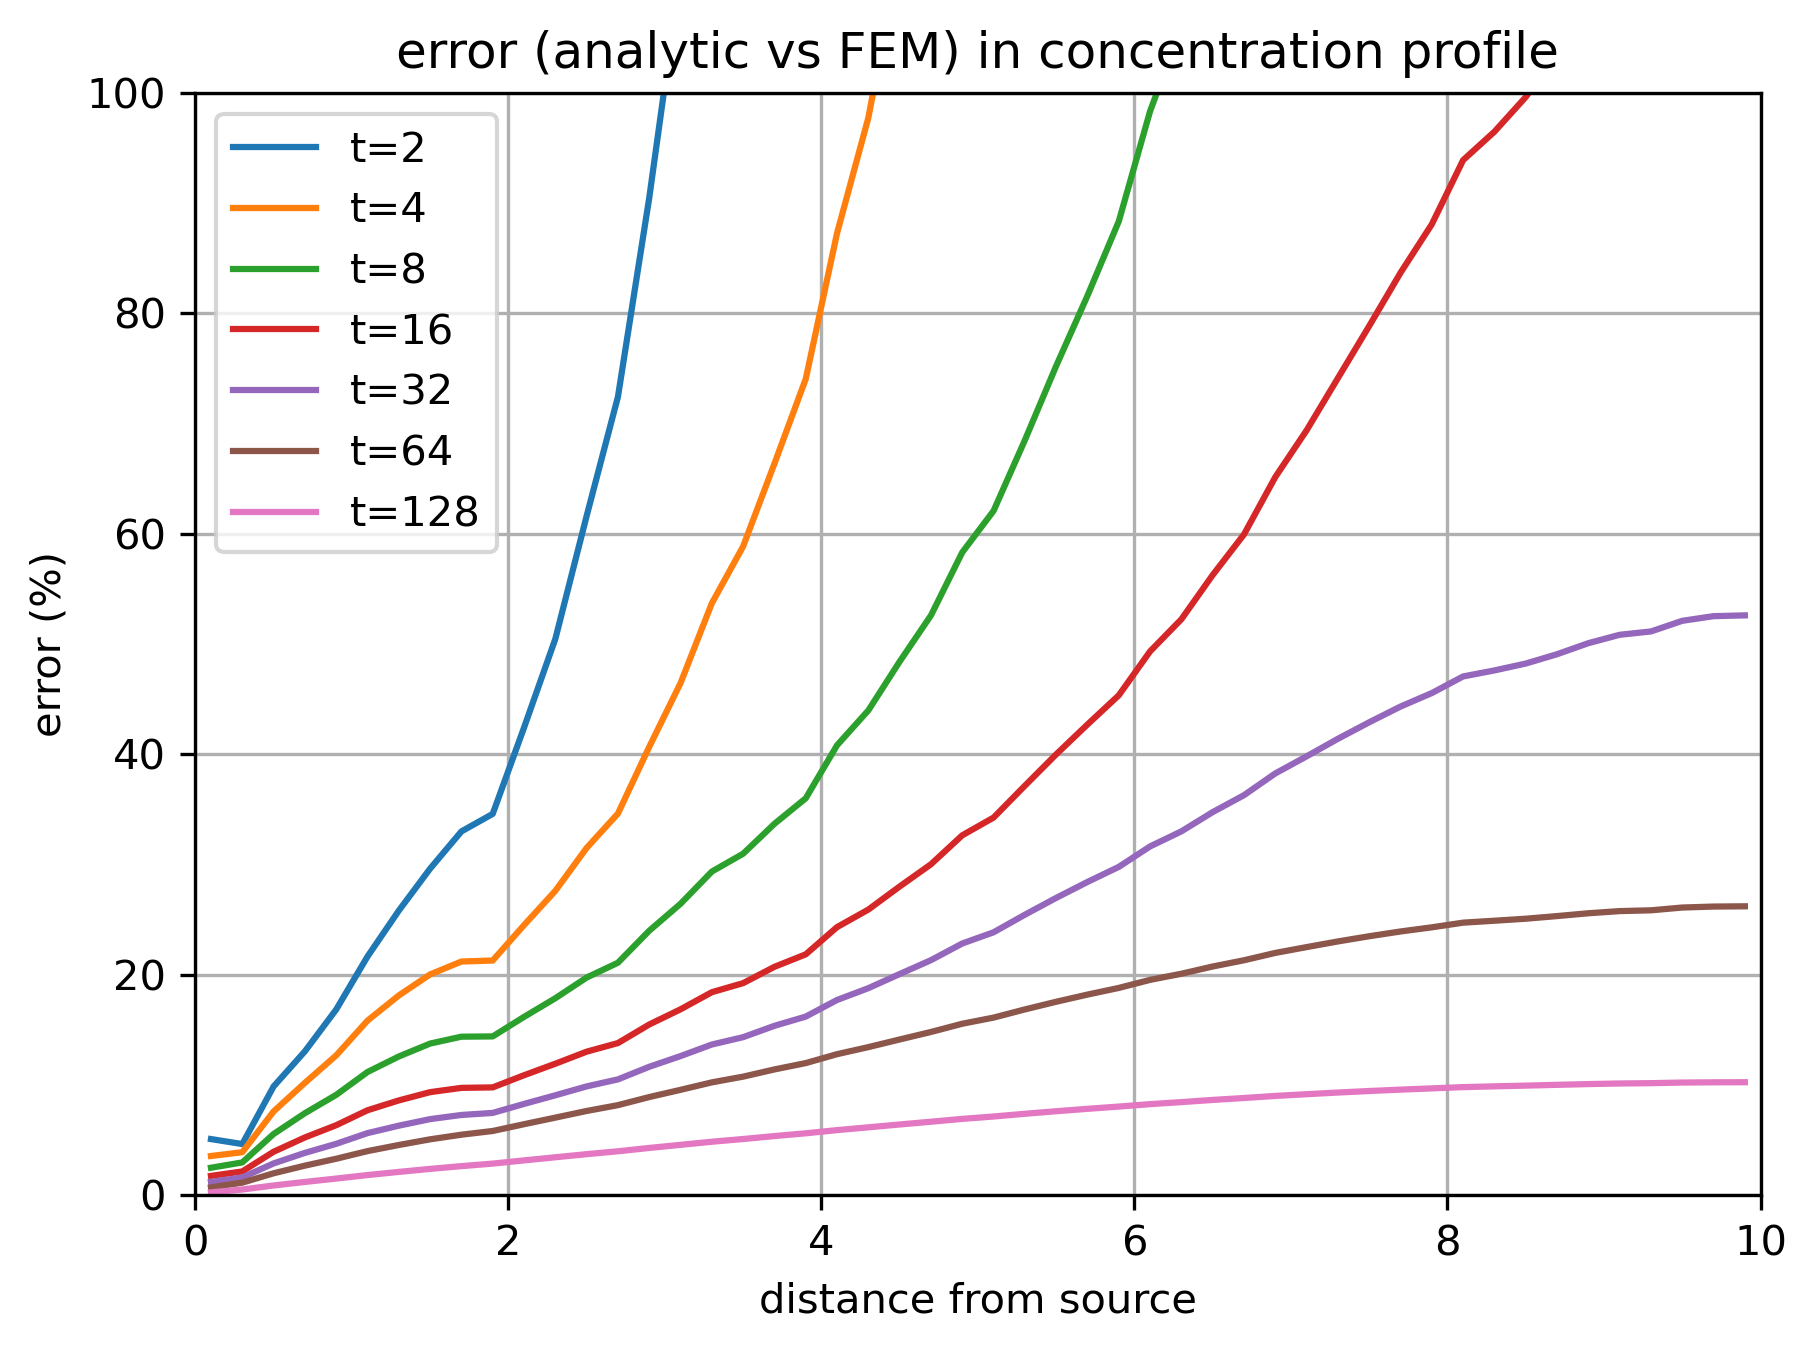 error (analytic vs FEM) in concentration profile
100
80
60
40
20
0
error (%)
t=2
t=4
t=8
t=16
t=32
t=64
t=128
0 2 4 6 8 10
distance from source